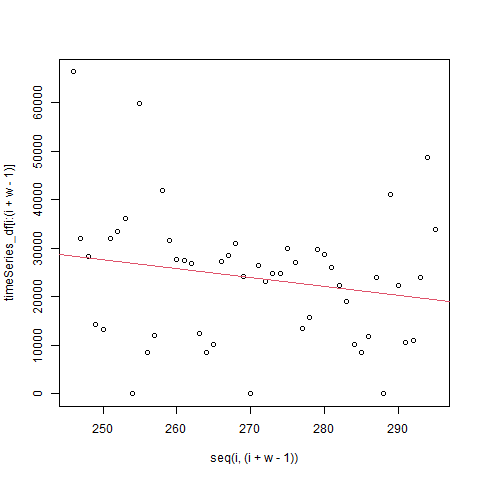 timeSeries_df[i:(i + w - 1)]
60000
50000
40000
30000
20000
10000
0
250 260 270 280 290
seq(i, (i + w - 1))